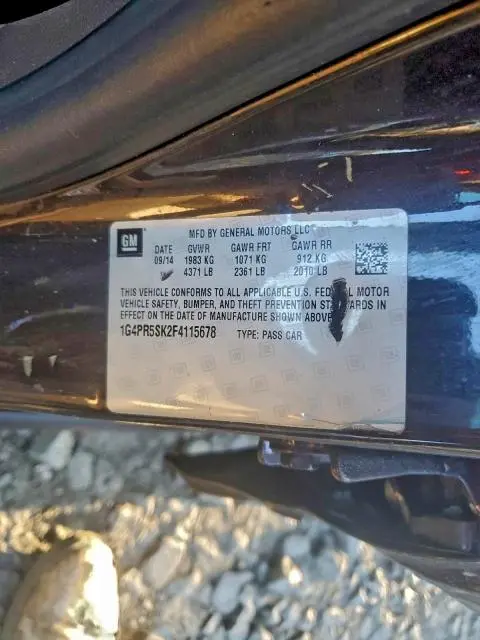 GM
MFD BY GENERAL MOTORS LLC
DATE GVWR GAWR FRT GAWR RR
09/14 1983 KG 1071 KG 912 KG
4371 LB 2361 LB 2010 LB
THIS VEHICLE CONFORMS TO ALL APPLICABLE U.S. FEDERAL MOTOR
VEHICLE SAFETY, BUMPER, AND THEFT PREVENTION STANDARDS IN
EFFECT ON THE DATE OF MANUFACTURE SHOWN ABOVE
1G4PR5SK2F4115678 TYPE: PASS CAR